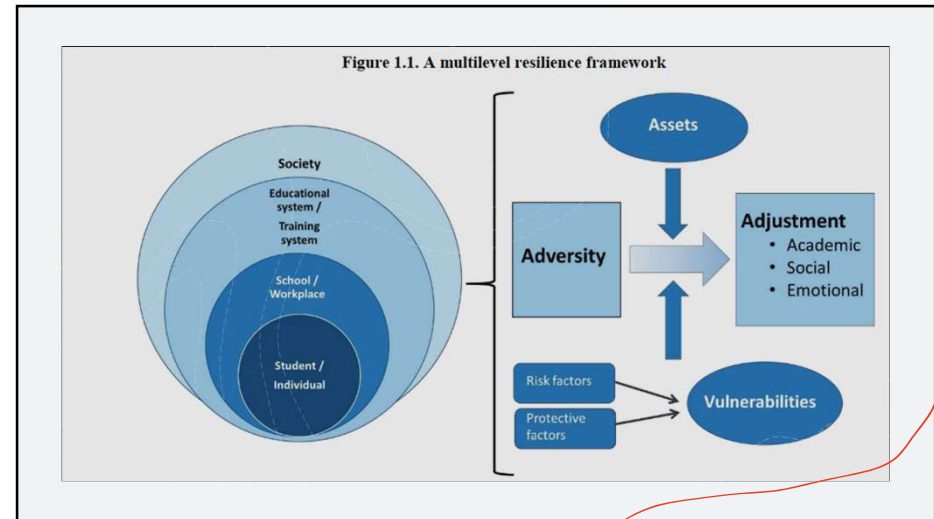 Figure 1.1. A multilevel resilience framework
Society
Educational
system /
Training
system
School /
Workplace
Student /
Individual
Assets
Adversity
Adjustment
• Academic
• Social
• Emotional
Risk factors
Protective
factors
Vulnerabilities